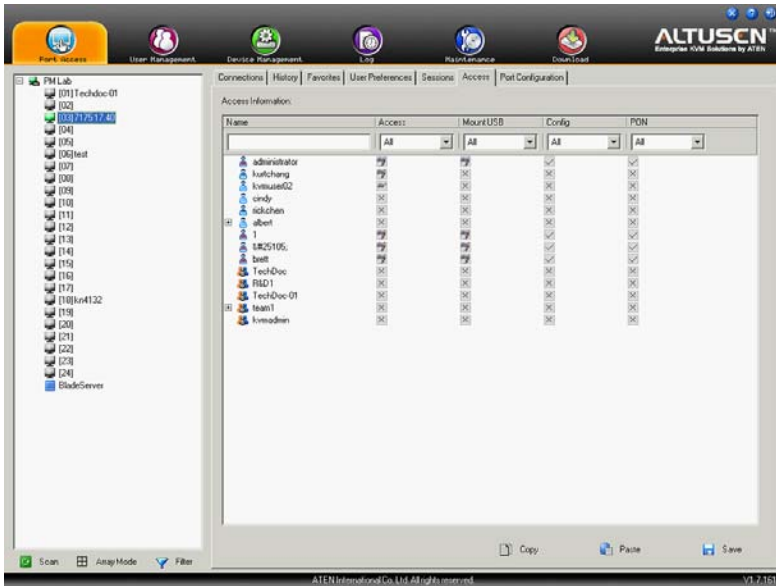 ALTUSEN™
Enterprise KVM Solutions by ATEN
Port Access
User Management
Device Management
Log
Maintenance
Download
PM Lab
[01]Techdoc-01
[02]
[03]717517.40
[04]
[05]
[06]test
[07]
[08]
[09]
[10]
[11]
[12]
[13]
[14]
[15]
[16]
[17]
[18]kn4132
[19]
[20]
[21]
[22]
[23]
[24]
BladeServer
Scan
Array Mode
Filter
Connections | History | Favorites | User Preferences | Sessions | Access | Port Configuration
Access Information:
Name Access Mount USB Config PON
All All All All
administrator
kurtchang
kvmuser02
cindy
rickchen
albert
1
&#25105;
brett
TechDoc
R&D1
TechDoc-01
team1
kvmadmin
Copy
Paste
Save
ATEN International Co., Ltd. All rights reserved.